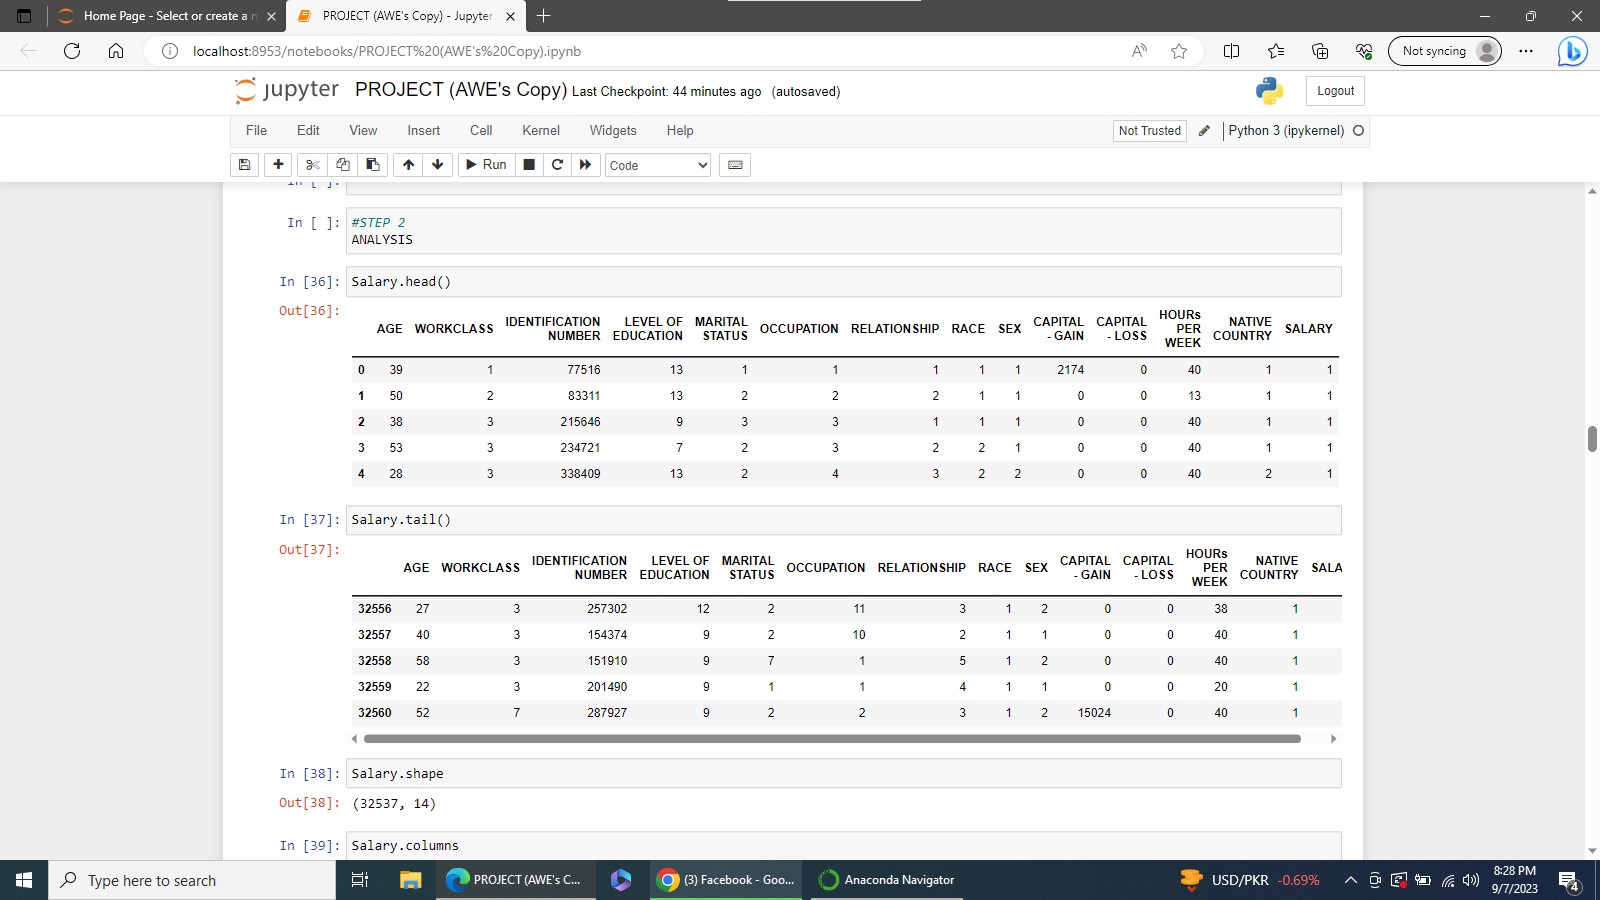 Home Page - Select or create a n
PROJECT (AWE's Copy) - Jupyter
localhost:8953/notebooks/PROJECT%20(AWE's%20Copy).ipynb
Not syncing
jupyter PROJECT (AWE's Copy) Last Checkpoint: 44 minutes ago (autosaved)
Logout
File Edit View Insert Cell Kernel Widgets Help
Not Trusted Python 3 (ipykernel)
Run Code
In [ ]:
In [ ]: #STEP 2
ANALYSIS
In [36]: Salary.head()
Out[36]:
AGE WORKCLASS IDENTIFICATION NUMBER LEVEL OF EDUCATION MARITAL STATUS OCCUPATION RELATIONSHIP RACE SEX CAPITAL - GAIN CAPITAL - LOSS HOURs PER WEEK NATIVE COUNTRY SALARY
0 39 1 77516 13 1 1 1 1 1 2174 0 40 1 1
1 50 2 83311 13 2 2 2 1 1 0 0 13 1 1
2 38 3 215646 9 3 3 1 1 1 0 0 40 1 1
3 53 3 234721 7 2 3 2 2 1 0 0 40 1 1
4 28 3 338409 13 2 4 3 2 2 0 0 40 2 1
In [37]: Salary.tail()
Out[37]:
AGE WORKCLASS IDENTIFICATION NUMBER LEVEL OF EDUCATION MARITAL STATUS OCCUPATION RELATIONSHIP RACE SEX CAPITAL - GAIN CAPITAL - LOSS HOURs PER WEEK NATIVE COUNTRY SALA
32556 27 3 257302 12 2 11 3 1 2 0 0 38 1
32557 40 3 154374 9 2 10 2 1 1 0 0 40 1
32558 58 3 151910 9 7 1 5 1 2 0 0 40 1
32559 22 3 201490 9 1 1 4 1 1 0 0 20 1
32560 52 7 287927 9 2 2 3 1 2 15024 0 40 1
In [38]: Salary.shape
Out[38]: (32537, 14)
In [39]: Salary.columns
Type here to search
PROJECT (AWE's C...
(3) Facebook - Goo...
Anaconda Navigator
USD/PKR -0.69%
8:28 PM
9/7/2023
4